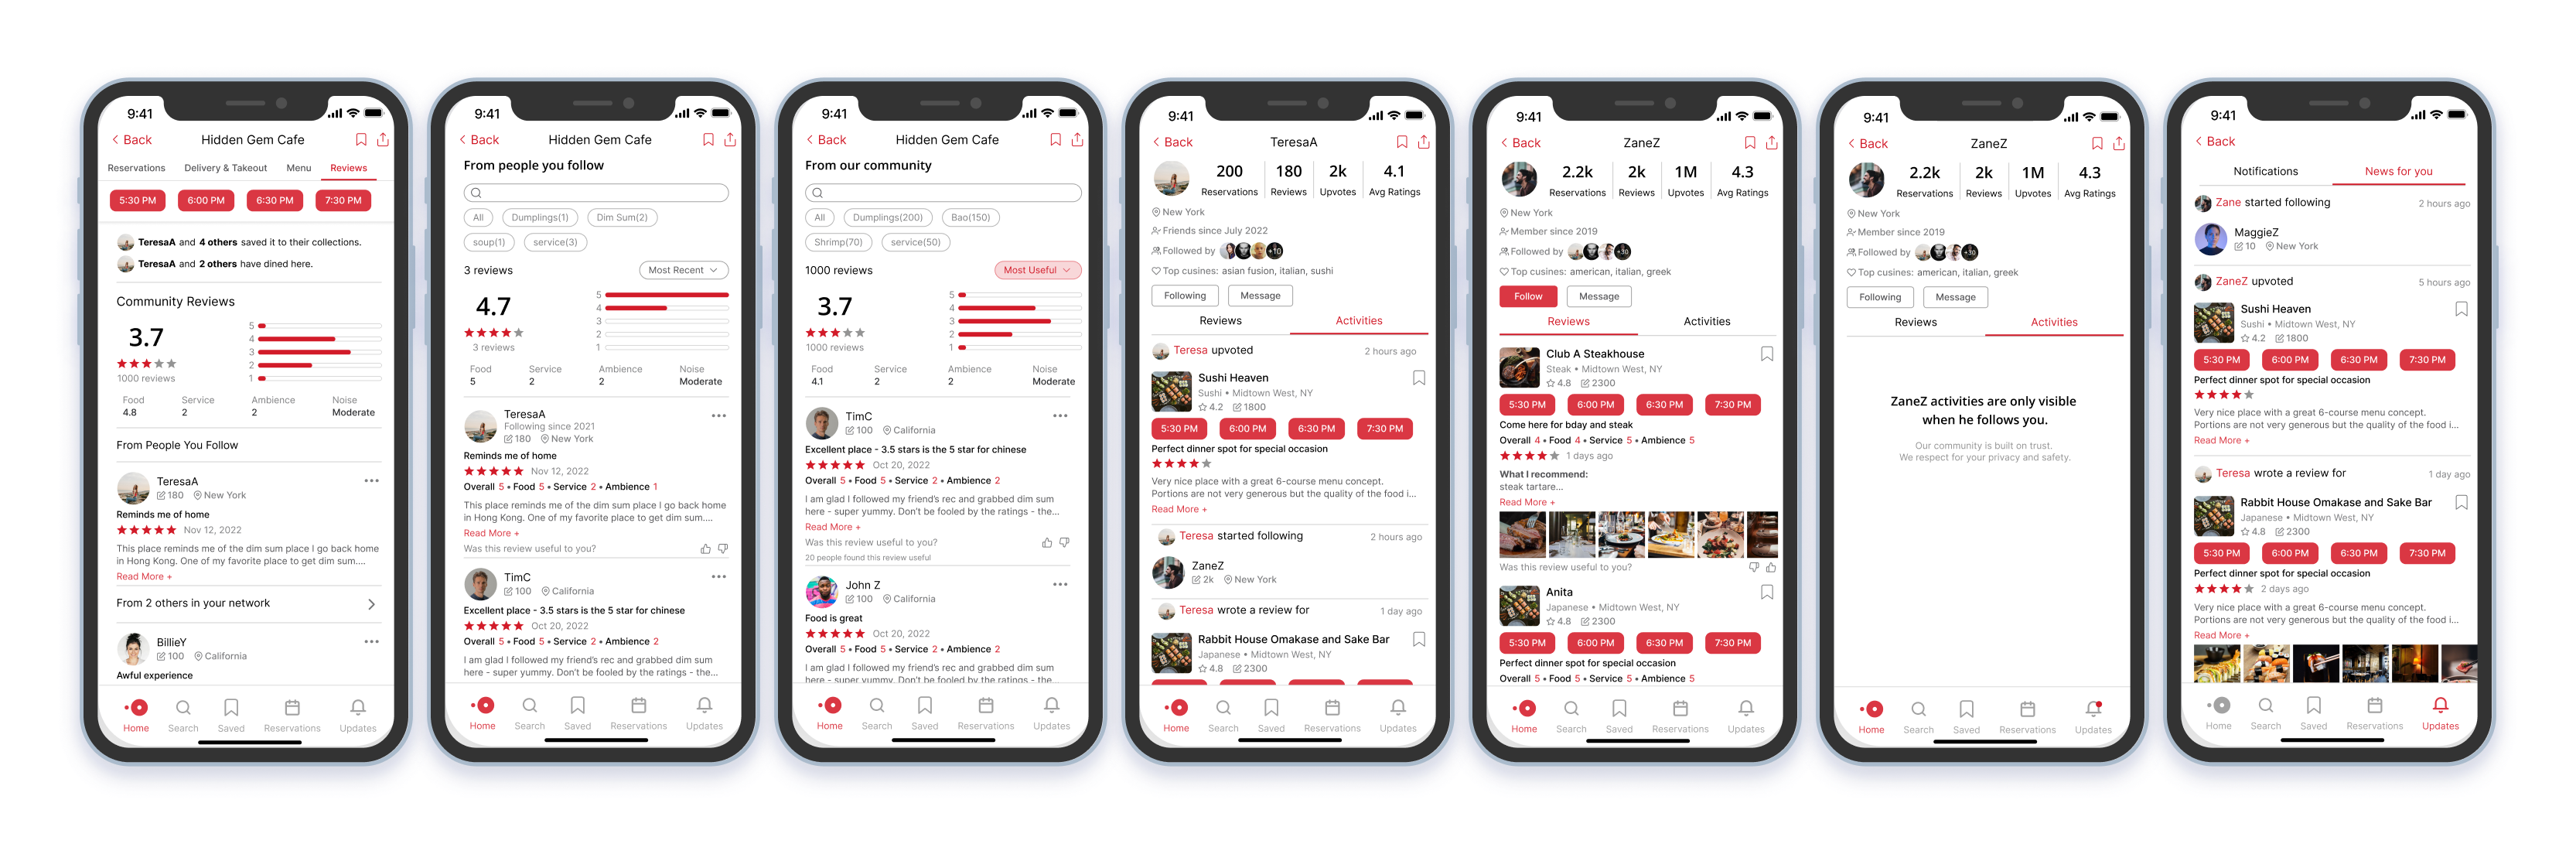 9:41
Back
Hidden Gem Cafe
Reservations Delivery & Takeout Menu Reviews
5:30 PM 6:00 PM 6:30 PM 7:30 PM
TeresaA and 4 others saved it to their collections.
TeresaA and 2 others have dined here.
Community Reviews
3.7
1000 reviews
5
4
3
2
1
Food Service Ambience Noise
4.8 2 2 Moderate
From People You Follow
TeresaA
180 New York
Reminds me of home
Nov 12, 2022
This place reminds me of the dim sum place I go back home
in Hong Kong. One of my favorite place to get dim sum....
Read More +
From 2 others in your network
BillieY
100 California
Awful experience
Home Search Saved Reservations Updates
9:41
Back
Hidden Gem Cafe
From people you follow
All Dumplings(1) Dim Sum(2)
soup(1) service(3)
3 reviews Most Recent
4.7
3 reviews
5
4
3
2
1
Food Service Ambience Noise
5 2 2 Moderate
TeresaA
Following since 2021
180 New York
Reminds me of home
Nov 12, 2022
Overall 5 • Food 5 • Service 2 • Ambience 1
This place reminds me of the dim sum place I go back home
in Hong Kong. One of my favorite place to get dim sum....
Read More +
Was this review useful to you?
TimC
100 California
Excellent place - 3.5 stars is the 5 star for chinese
Oct 20, 2022
Overall 5 • Food 5 • Service 2 • Ambience 2
I am glad I followed my friend's rec and grabbed dim sum
here - super yummy. Don't be fooled by the ratings - the...
Home Search Saved Reservations Updates
9:41
Back
Hidden Gem Cafe
From our community
All Dumplings(200) Bao(150)
Shrimp(70) service(50)
1000 reviews Most Useful
3.7
1000 reviews
5
4
3
2
1
Food Service Ambience Noise
4.1 2 2 Moderate
TimC
100 California
Excellent place - 3.5 stars is the 5 star for chinese
Oct 20, 2022
Overall 5 • Food 5 • Service 2 • Ambience 2
I am glad I followed my friend's rec and grabbed dim sum
here - super yummy. Don't be fooled by the ratings - the...
Read More +
Was this review useful to you?
20 people found this review useful
John Z
100 California
Food is great
Oct 20, 2022
Overall 5 • Food 5 • Service 2 • Ambience 2
I am glad I followed my friend's rec and grabbed dim sum
here - super yummy. Don't be fooled by the ratings - the...
Home Search Saved Reservations Updates
9:41
Back
TeresaA
200 180 2k 4.1
Reservations Reviews Upvotes Avg Ratings
New York
Friends since July 2022
Followed by +10
Top cusines: asian fusion, italian, sushi
Following Message
Reviews Activities
Teresa upvoted 2 hours ago
Sushi Heaven
Sushi • Midtown West, NY
4.2 1800
5:30 PM 6:00 PM 6:30 PM 7:30 PM
Perfect dinner spot for special occasion
Very nice place with a great 6-course menu concept.
Portions are not very generous but the quality of the food i...
Read More +
Teresa started following 2 hours ago
ZaneZ
2k New York
Teresa wrote a review for 1 day ago
Rabbit House Omakase and Sake Bar
Japanese • Midtown West, NY
4.8 2300
Home Search Saved Reservations Updates
9:41
Back
ZaneZ
2.2k 2k 1M 4.3
Reservations Reviews Upvotes Avg Ratings
New York
Member since 2019
Followed by +30
Top cusines: american, italian, greek
Follow Message
Reviews Activities
Club A Steakhouse
Steak • Midtown West, NY
4.8 2300
5:30 PM 6:00 PM 6:30 PM 7:30 PM
Come here for bday and steak
Overall 4 • Food 4 • Service 5 • Ambience 5
1 days ago
What I recommend:
steak tartare...
Read More +
Was this review useful to you?
Anita
Japanese • Midtown West, NY
4.8 2300
5:30 PM 6:00 PM 6:30 PM 7:30 PM
Perfect dinner spot for special occasion
Overall 5 • Food 5 • Service 5 • Ambience 5
Home Search Saved Reservations Updates
9:41
Back
ZaneZ
2.2k 2k 1M 4.3
Reservations Reviews Upvotes Avg Ratings
New York
Member since 2019
Followed by +30
Top cusines: american, italian, greek
Following Message
Reviews Activities
ZaneZ activities are only visible
when he follows you.
Our community is built on trust.
We respect for your privacy and safety.
Home Search Saved Reservations Updates
9:41
Back
Notifications News for you
Zane started following 2 hours ago
MaggieZ
10 New York
ZaneZ upvoted 5 hours ago
Sushi Heaven
Sushi • Midtown West, NY
4.2 1800
5:30 PM 6:00 PM 6:30 PM 7:30 PM
Perfect dinner spot for special occasion
Very nice place with a great 6-course menu concept.
Portions are not very generous but the quality of the food i...
Read More +
Teresa wrote a review for 1 day ago
Rabbit House Omakase and Sake Bar
Japanese • Midtown West, NY
4.8 2300
5:30 PM 6:00 PM 6:30 PM 7:30 PM
Perfect dinner spot for special occasion
2 days ago
Very nice place with a great 6-course menu concept.
Portions are not very generous but the quality of the food i...
Read More +
Home Search Saved Reservations Updates